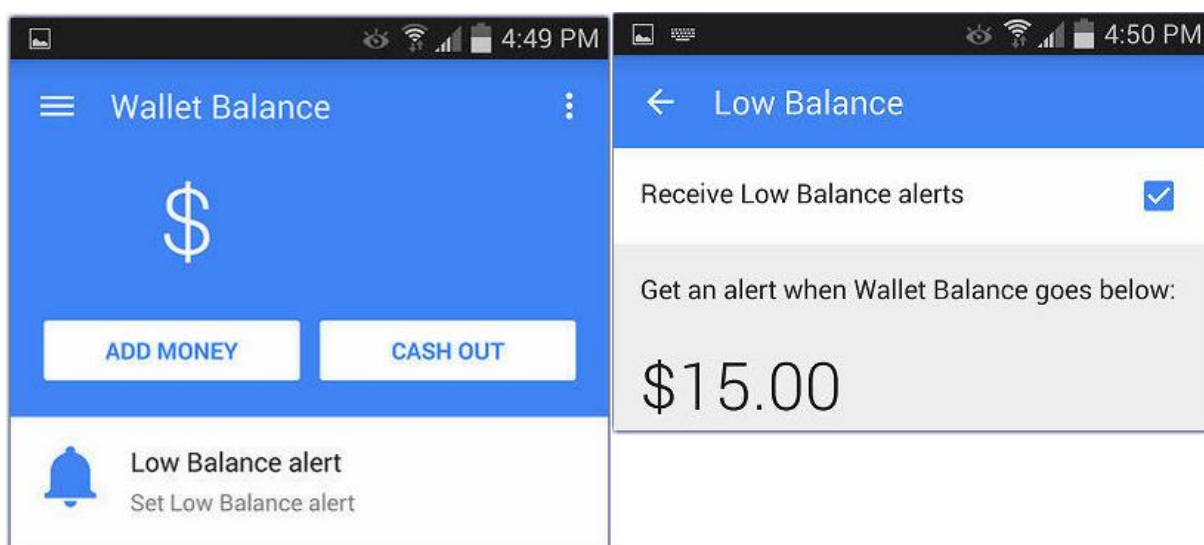 4:49 PM
Wallet Balance
$
ADD MONEY
CASH OUT
Low Balance alert
Set Low Balance alert
4:50 PM
Low Balance
Receive Low Balance alerts
Get an alert when Wallet Balance goes below:
$15.00